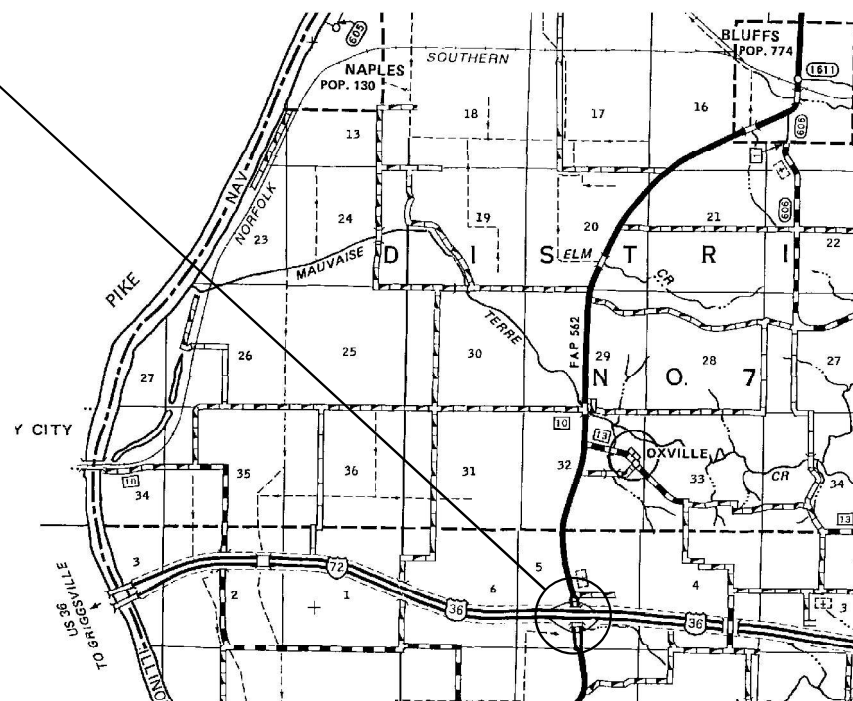 605
BLUFFS
POP. 774
SOUTHERN
NAPLES
POP. 130
1611
18
17
16
13
606
NAV
NORFOLK
24
19
20
21
606
23
22
D I S T R I
ELM
CR
MAUVAISE
PIKE
TERRE
FAP 562
26
25
30
29
28
27
27
N O. 7
Y CITY
10
13
OXVILLE
35
36
31
32
33
CR
34
18
34
13
3
5
72
2
1
6
4
36
36
3
US 36
TO GRIGGSVILLE
ILLINO